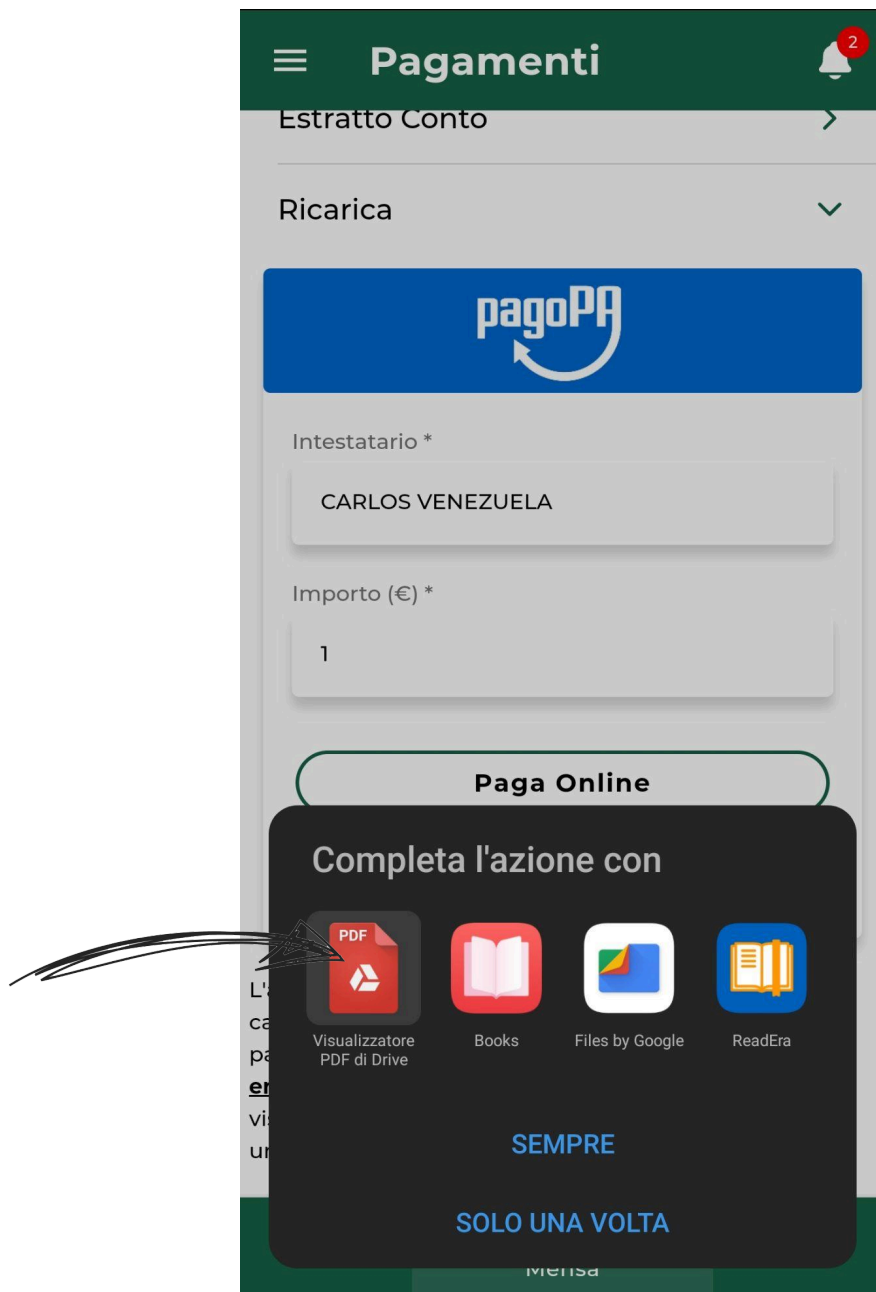 Pagamenti
2
Estratto Conto
Ricarica
pagoPA
Intestatario *
CARLOS VENEZUELA
Importo (€) *
1
Paga Online
Completa l'azione con
PDF
Visualizzatore
PDF di Drive
Books
Files by Google
ReadEra
SEMPRE
SOLO UNA VOLTA
Mensa